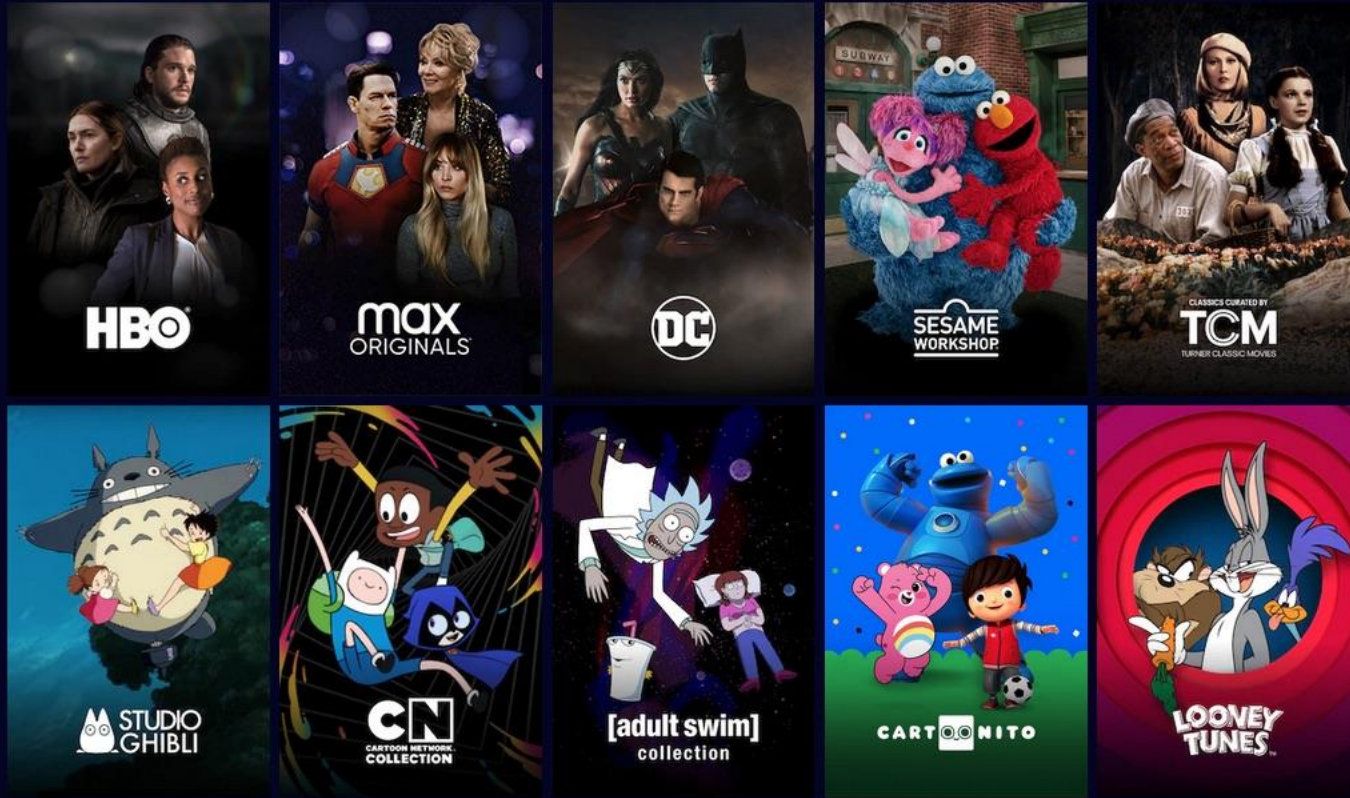 HBO
max
ORIGINALS
DC
SUBWAY
SESAME
WORKSHOP
CLASSICS CURATED BY
TCM
TURNER CLASSIC MOVIES
STUDIO
GHIBLI
CN
CARTOON NETWORK
COLLECTION
[adult swim]
collection
CARTOONITO
LOONEY
TUNES